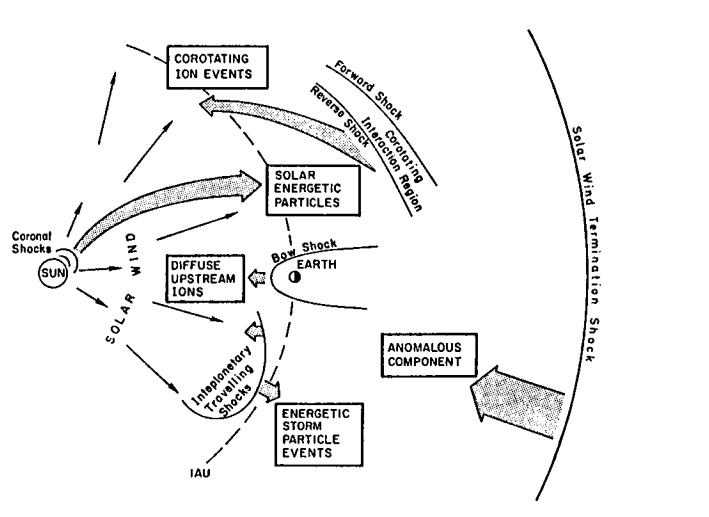 COROTATING
ION EVENTS
Forward Shock
Reverse Shock
Corotating
Interaction Region
Solar Wind Termination Shock
SOLAR
ENERGETIC
PARTICLES
Coronal
Shocks
SUN
SOLAR WIND
Bow Shock
EARTH
DIFFUSE
UPSTREAM
IONS
ANOMALOUS
COMPONENT
Inteplonetary
Travelling
Shocks
ENERGETIC
STORM
PARTICLE
EVENTS
IAU